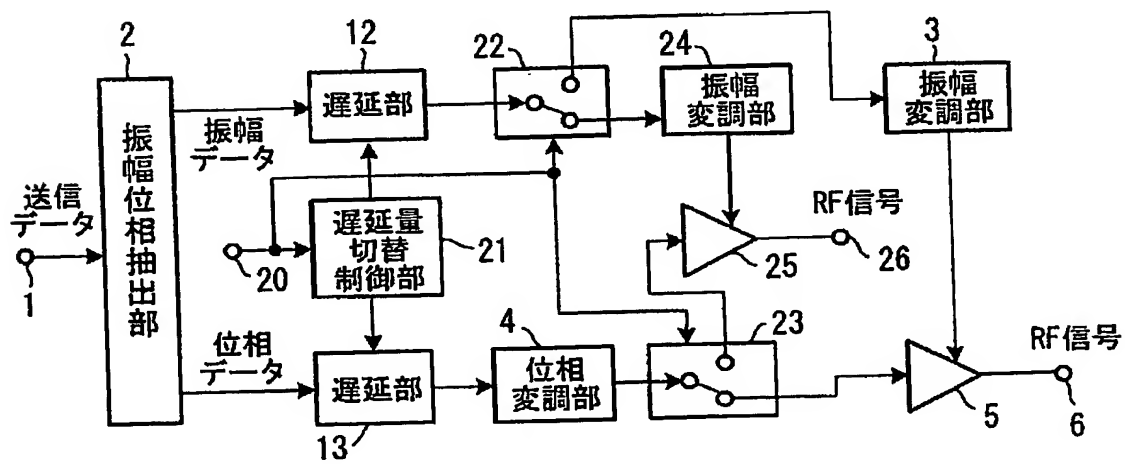 2
振幅位相抽出部
送信
データ
1
振幅
データ
12
遅延部
22
24
振幅
変調部
3
振幅
変調部
20
遅延量
切替
制御部
21
25
RF信号
26
位相
データ
遅延部
13
4
位相
変調部
23
5
RF信号
6